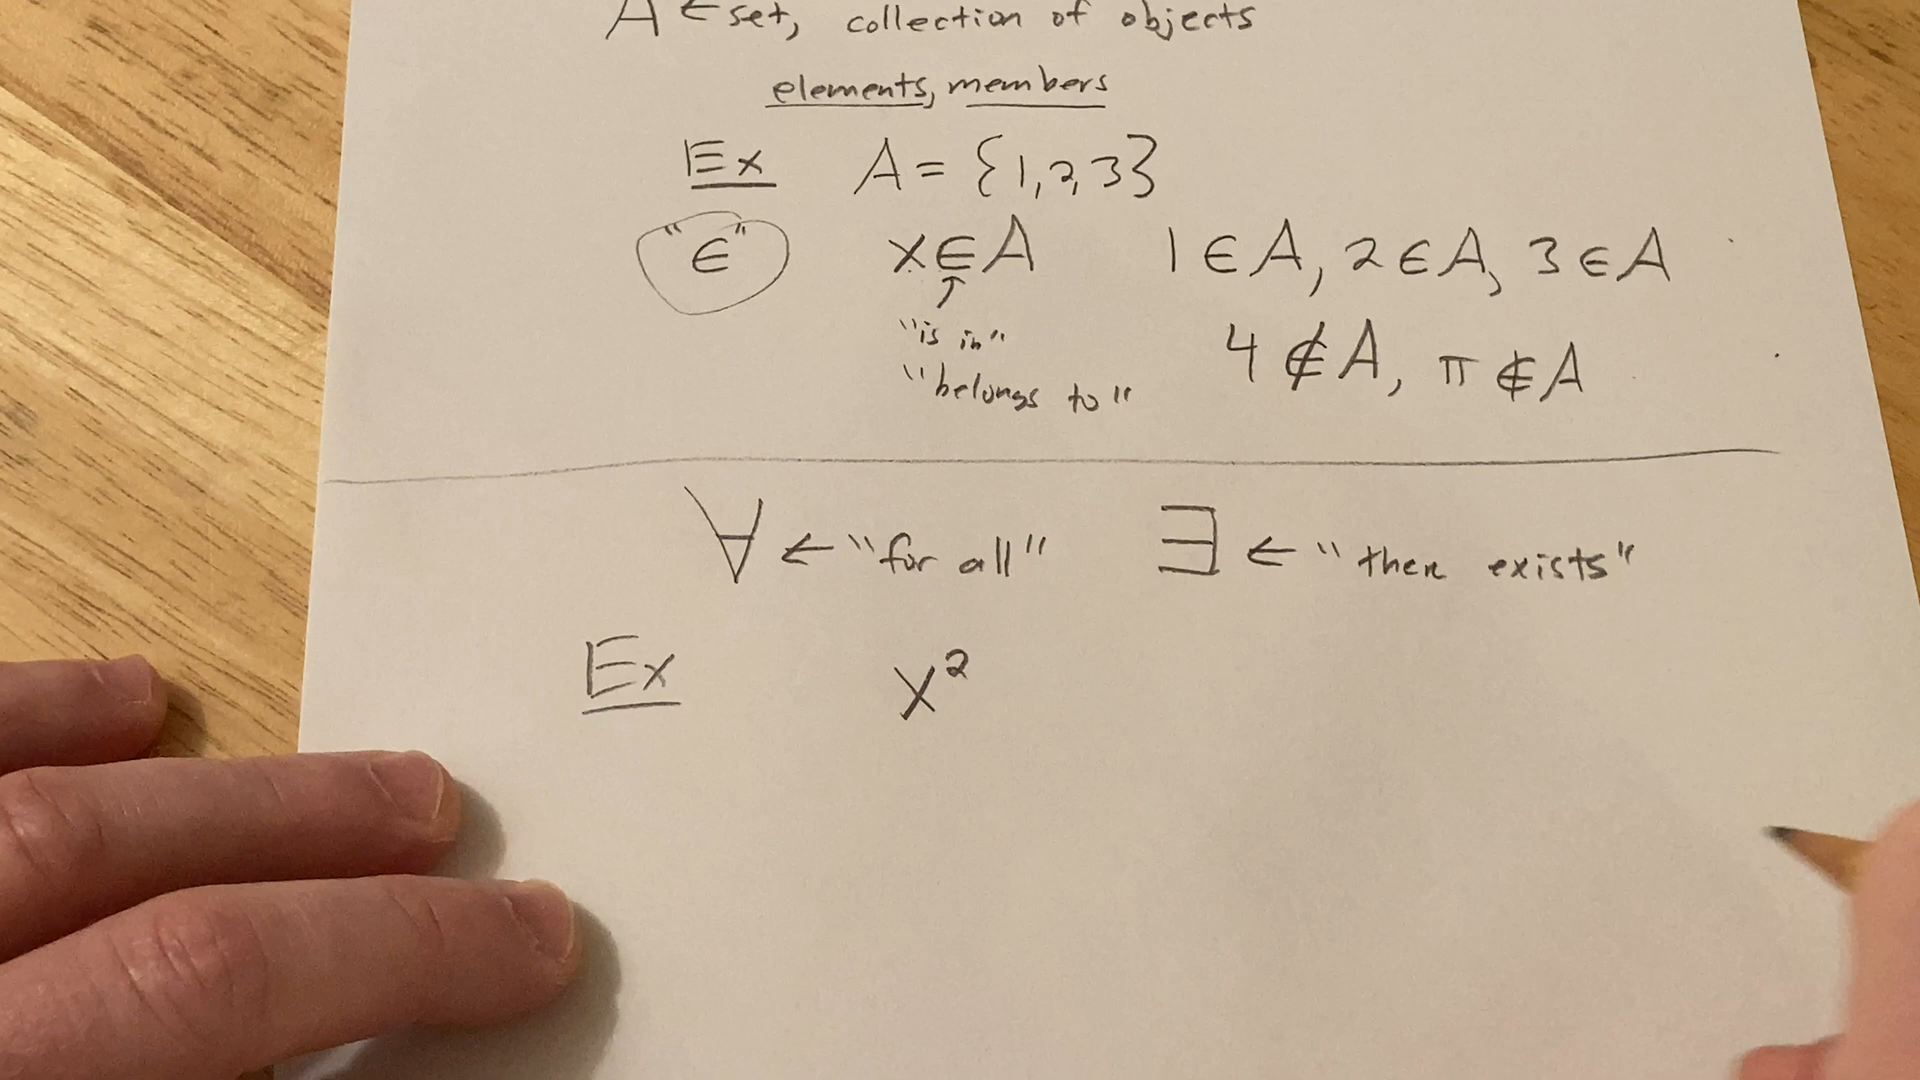 A ← set, collection of objects
elements, members
Ex A = {1,2,3}
"∈" x∈A 1∈A, 2∈A, 3∈A
↑
"is in" 4∉A, π∉A
"belongs to"
∀ ← "for all" ∃ ← "there exists"
Ex x²